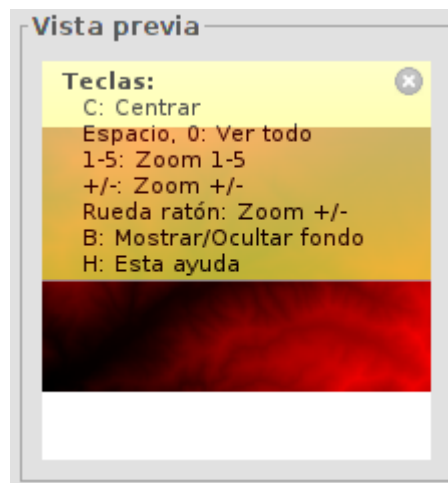 Vista previa
Teclas:
C: Centrar
Espacio, 0: Ver todo
1-5: Zoom 1-5
+/-: Zoom +/-
Rueda ratón: Zoom +/-
B: Mostrar/Ocultar fondo
H: Esta ayuda